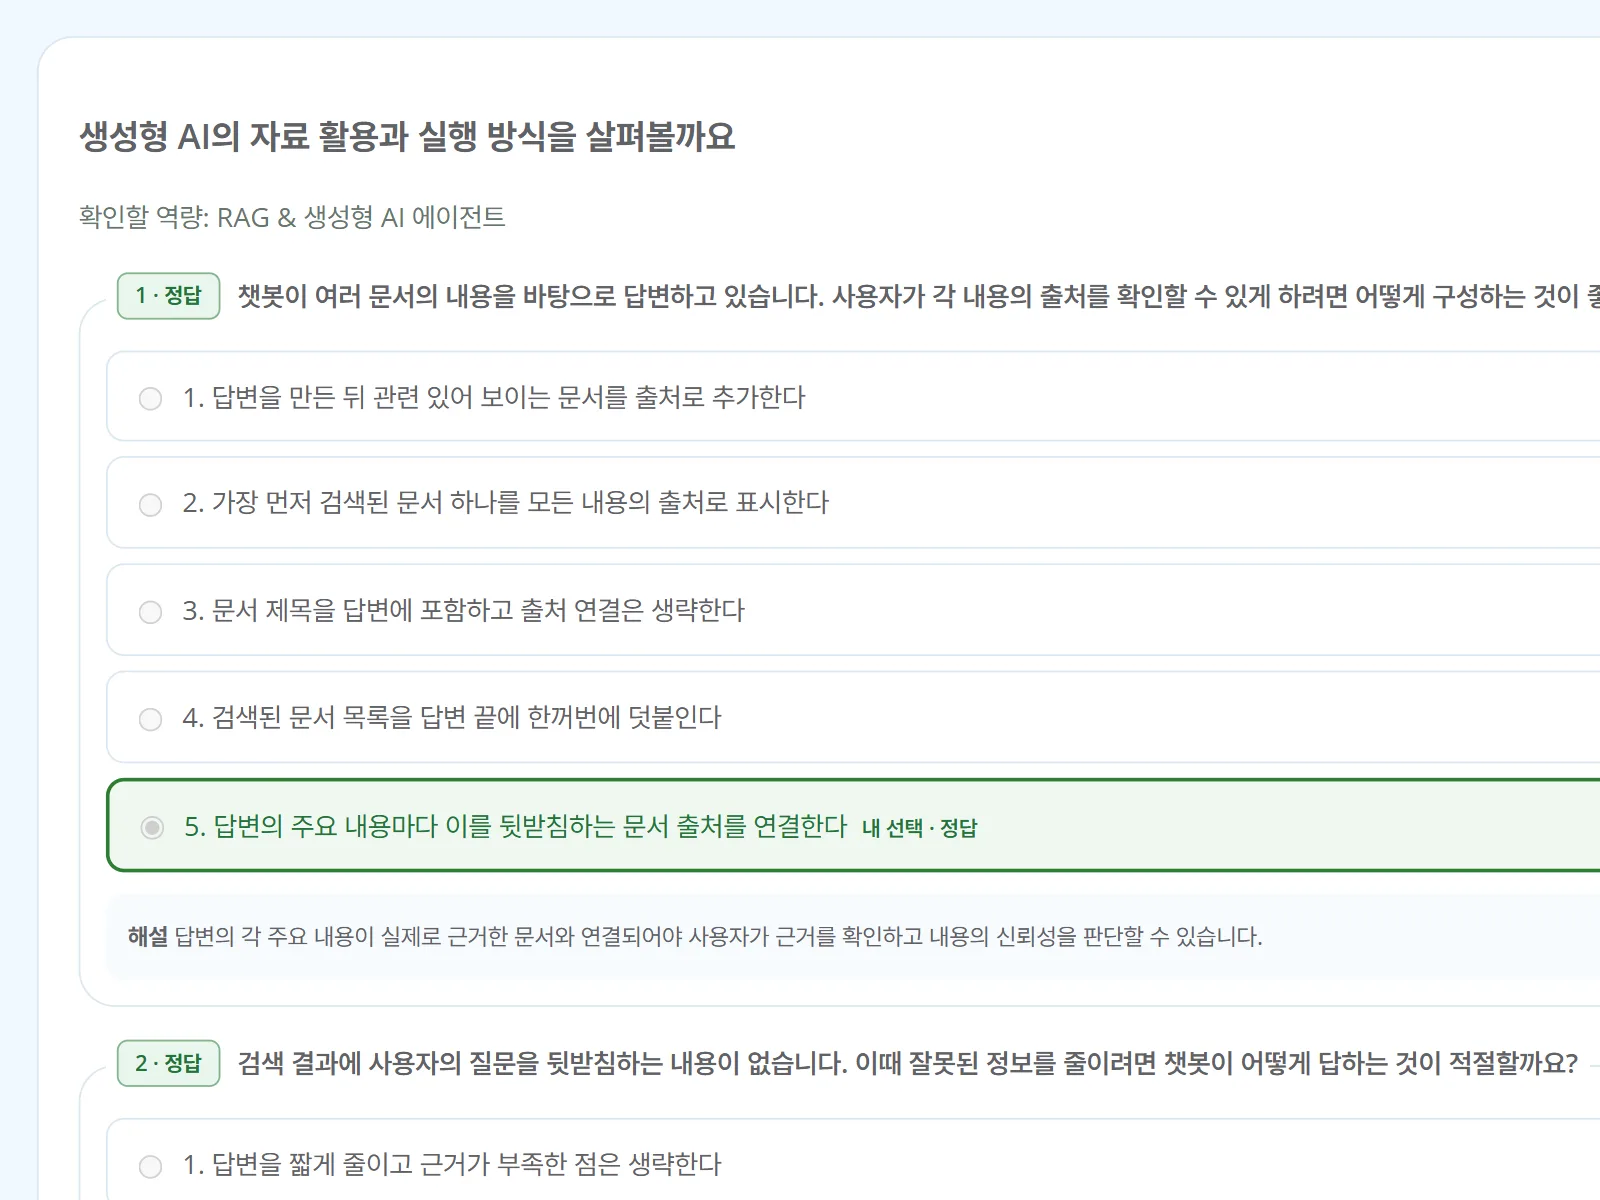 생성형 AI의 자료 활용과 실행 방식을 살펴볼까요
확인할 역량: RAG & 생성형 AI 에이전트
1 · 정답 챗봇이 여러 문서의 내용을 바탕으로 답변하고 있습니다. 사용자가 각 내용의 출처를 확인할 수 있게 하려면 어떻게 구성하는 것이
1. 답변을 만든 뒤 관련 있어 보이는 문서를 출처로 추가한다
2. 가장 먼저 검색된 문서 하나를 모든 내용의 출처로 표시한다
3. 문서 제목을 답변에 포함하고 출처 연결은 생략한다
4. 검색된 문서 목록을 답변 끝에 한꺼번에 덧붙인다
5. 답변의 주요 내용마다 이를 뒷받침하는 문서 출처를 연결한다 내 선택 · 정답
해설 답변의 각 주요 내용이 실제로 근거한 문서와 연결되어야 사용자가 근거를 확인하고 내용의 신뢰성을 판단할 수 있습니다.
2 · 정답 검색 결과에 사용자의 질문을 뒷받침하는 내용이 없습니다. 이때 잘못된 정보를 줄이려면 챗봇이 어떻게 답하는 것이 적절할까요?
1. 답변을 짧게 줄이고 근거가 부족한 점은 생략한다